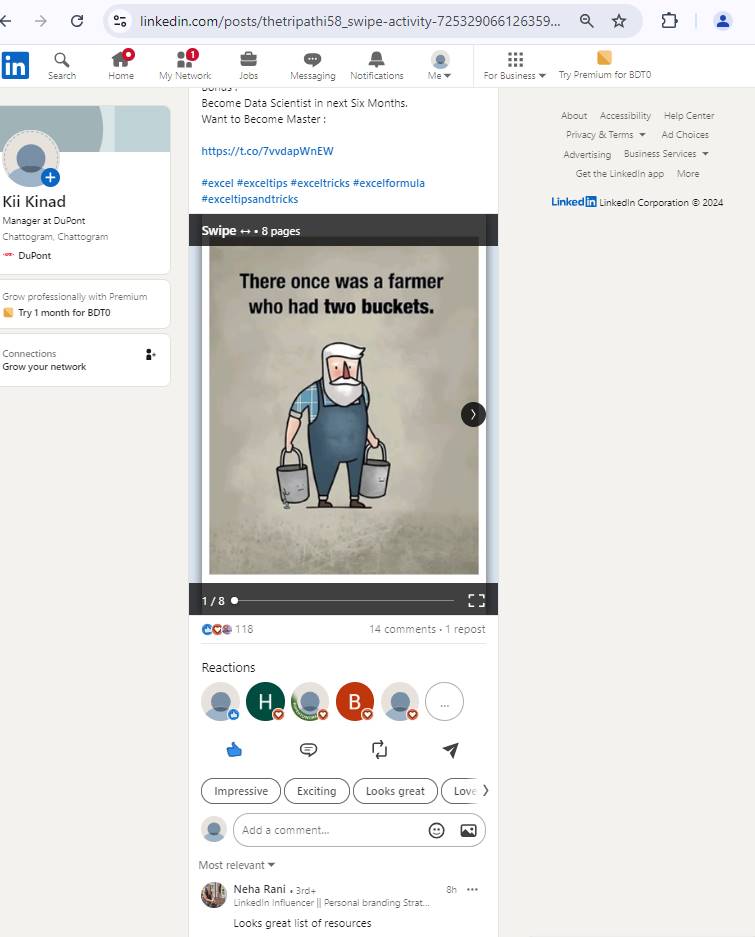 linkedin.com/posts/thetripathi58_swipe-activity-725329066126359...
in
Search
Home
1
My Network
Jobs
Messaging
Notifications
Me
For Business
Try Premium for BDT0
Kii Kinad
Manager at DuPont
Chattogram, Chattogram
DuPont
Grow professionally with Premium
Try 1 month for BDT0
Connections
Grow your network
Bonus :
Become Data Scientist in next Six Months.
Want to Become Master :
https://t.co/7vvdapWnEW
#excel #exceltips #exceltricks #excelformula
#exceltipsandtricks
Swipe ↔ • 8 pages
There once was a farmer
who had two buckets.
1 / 8
118
14 comments • 1 repost
Reactions
H
B
...
Impressive
Exciting
Looks great
Love
Add a comment...
Most relevant
Neha Rani • 3rd+
8h
LinkedIn Influencer || Personal branding Strat...
Looks great list of resources
About Accessibility Help Center
Privacy & Terms Ad Choices
Advertising Business Services
Get the LinkedIn app More
LinkedIn LinkedIn Corporation © 2024